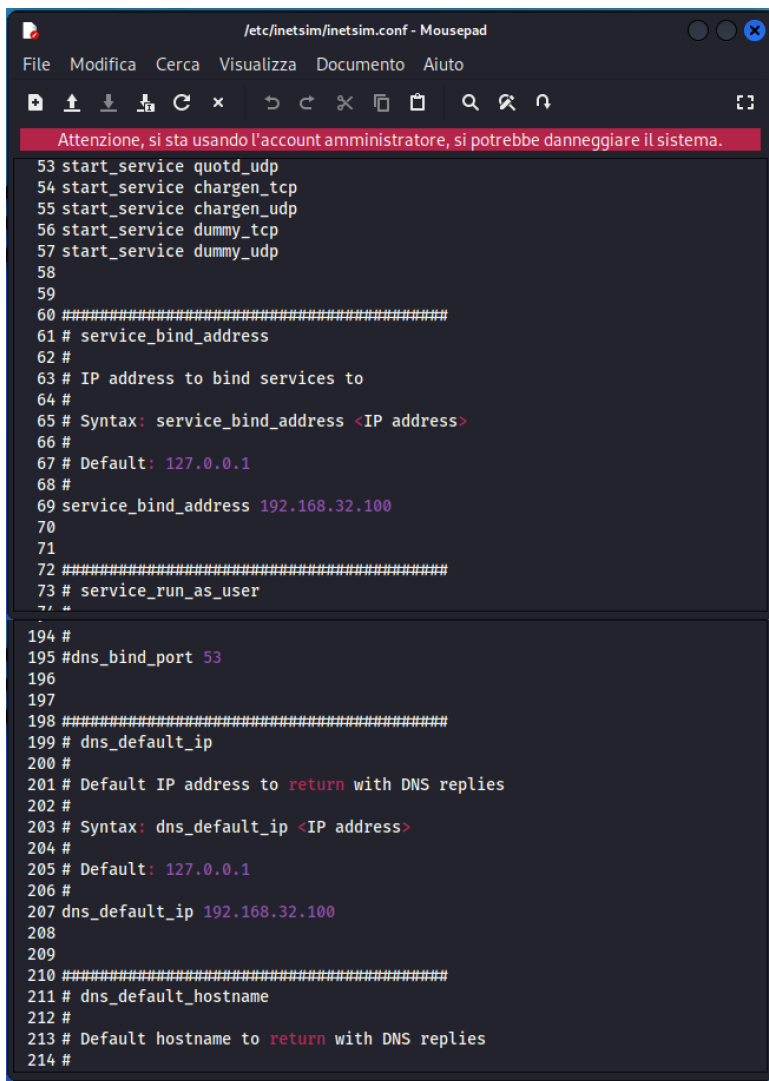 /etc/inetsim/inetsim.conf - Mousepad
File Modifica Cerca Visualizza Documento Aiuto
Attenzione, si sta usando l'account amministratore, si potrebbe danneggiare il sistema.
53 start_service quotd_udp
54 start_service chargen_tcp
55 start_service chargen_udp
56 start_service dummy_tcp
57 start_service dummy_udp
58
59
60 #########################################
61 # service_bind_address
62 #
63 # IP address to bind services to
64 #
65 # Syntax: service_bind_address <IP address>
66 #
67 # Default: 127.0.0.1
68 #
69 service_bind_address 192.168.32.100
70
71
72 #########################################
73 # service_run_as_user
74 #
194 #
195 #dns_bind_port 53
196
197
198 #########################################
199 # dns_default_ip
200 #
201 # Default IP address to return with DNS replies
202 #
203 # Syntax: dns_default_ip <IP address>
204 #
205 # Default: 127.0.0.1
206 #
207 dns_default_ip 192.168.32.100
208
209
210 #########################################
211 # dns_default_hostname
212 #
213 # Default hostname to return with DNS replies
214 #